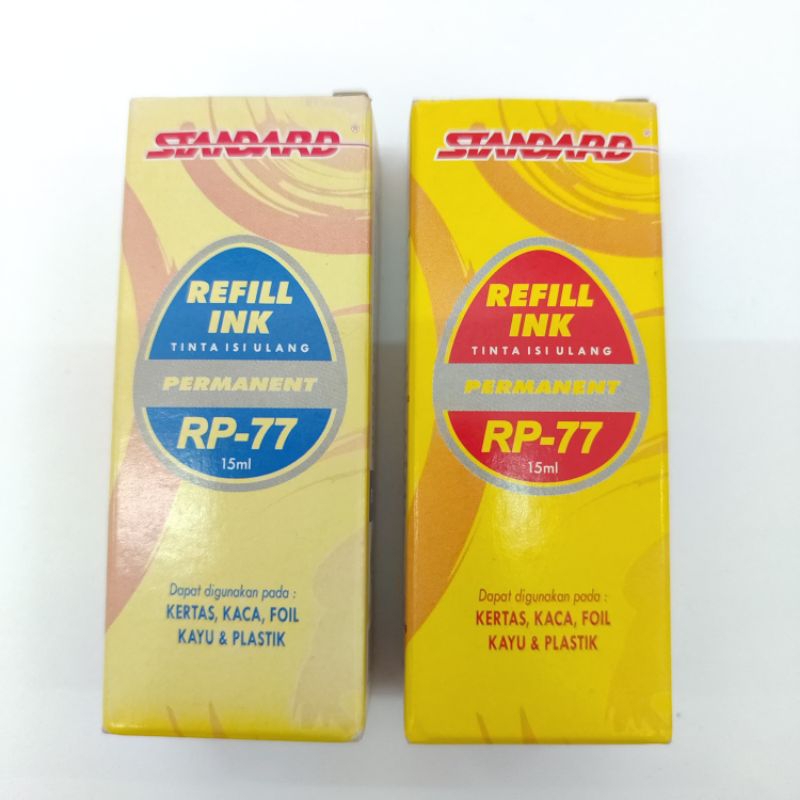 STANDARD ®
REFILL
INK
TINTA ISI ULANG
PERMANENT
RP-77
15ml
Dapat digunakan pada :
KERTAS, KACA, FOIL
KAYU & PLASTIK
STANDARD ®
REFILL
INK
TINTA ISI ULANG
PERMANENT
RP-77
15ml
Dapat digunakan pada :
KERTAS, KACA, FOIL
KAYU & PLASTIK